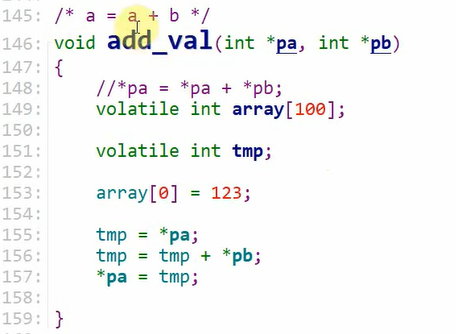 145: /* a = a + b */
146: void add_val(int *pa, int *pb)
147: {
148:     //*pa = *pa + *pb;
149:     volatile int array[100];
150:
151:     volatile int tmp;
152:
153:     array[0] = 123;
154:
155:     tmp = *pa;
156:     tmp = tmp + *pb;
157:     *pa = tmp;
158:
159: }